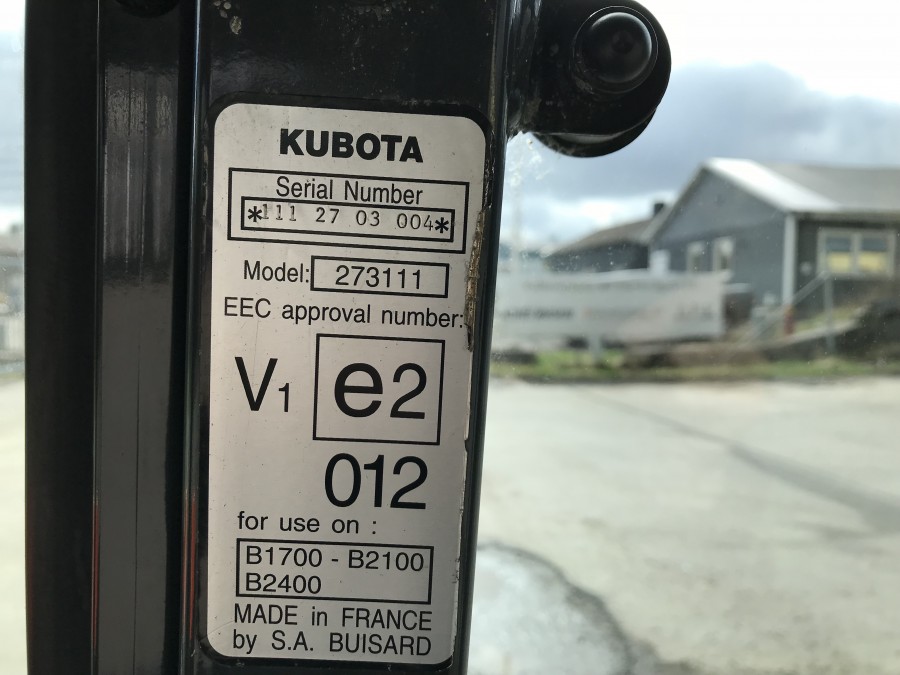 KUBOTA
Serial Number
*111 27 03 004*
Model: 273111
EEC approval number:
V1 e2
012
for use on :
B1700 - B2100
B2400
MADE in FRANCE
by S.A. BUISARD